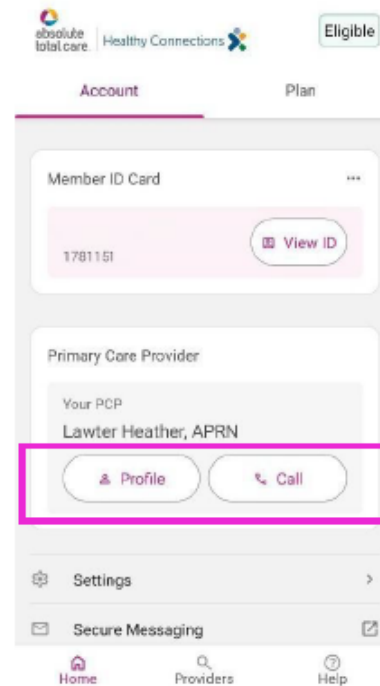 absolute total care. Healthy Connections Eligible
Account Plan
Member ID Card ...
1781151 View ID
Primary Care Provider
Your PCP
Lawter Heather, APRN
Profile Call
Settings
Secure Messaging
Home Providers Help